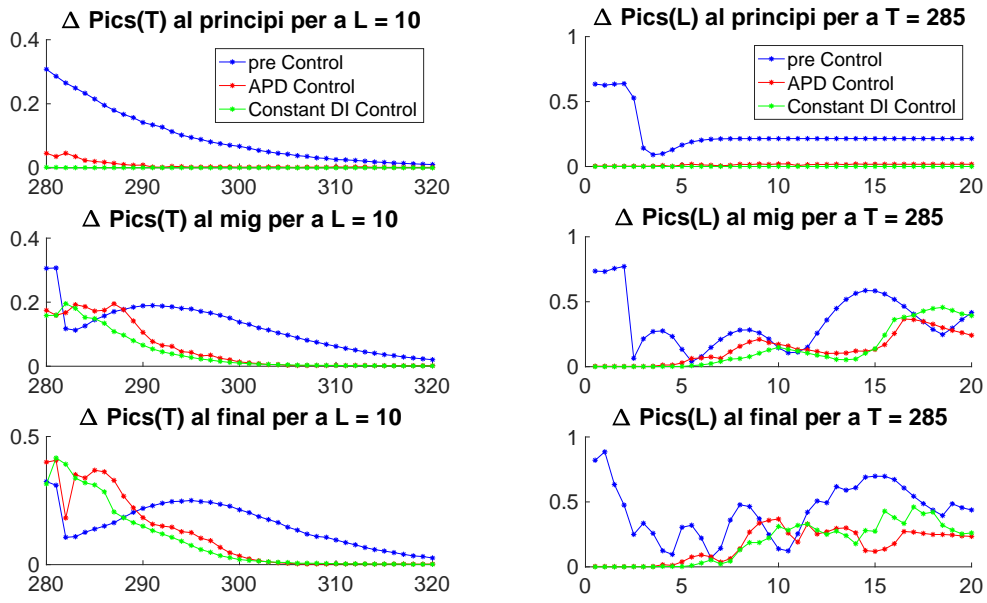 Δ Pics(T) al principi per a L = 10
0.4
0.2
0
pre Control
APD Control
Constant DI Control
280 290 300 310 320
Δ Pics(L) al principi per a T = 285
1
0.5
0
pre Control
APD Control
Constant DI Control
0 5 10 15 20
Δ Pics(T) al mig per a L = 10
0.4
0.2
0
280 290 300 310 320
Δ Pics(L) al mig per a T = 285
1
0.5
0
0 5 10 15 20
Δ Pics(T) al final per a L = 10
0.5
0
280 290 300 310 320
Δ Pics(L) al final per a T = 285
1
0.5
0
0 5 10 15 20